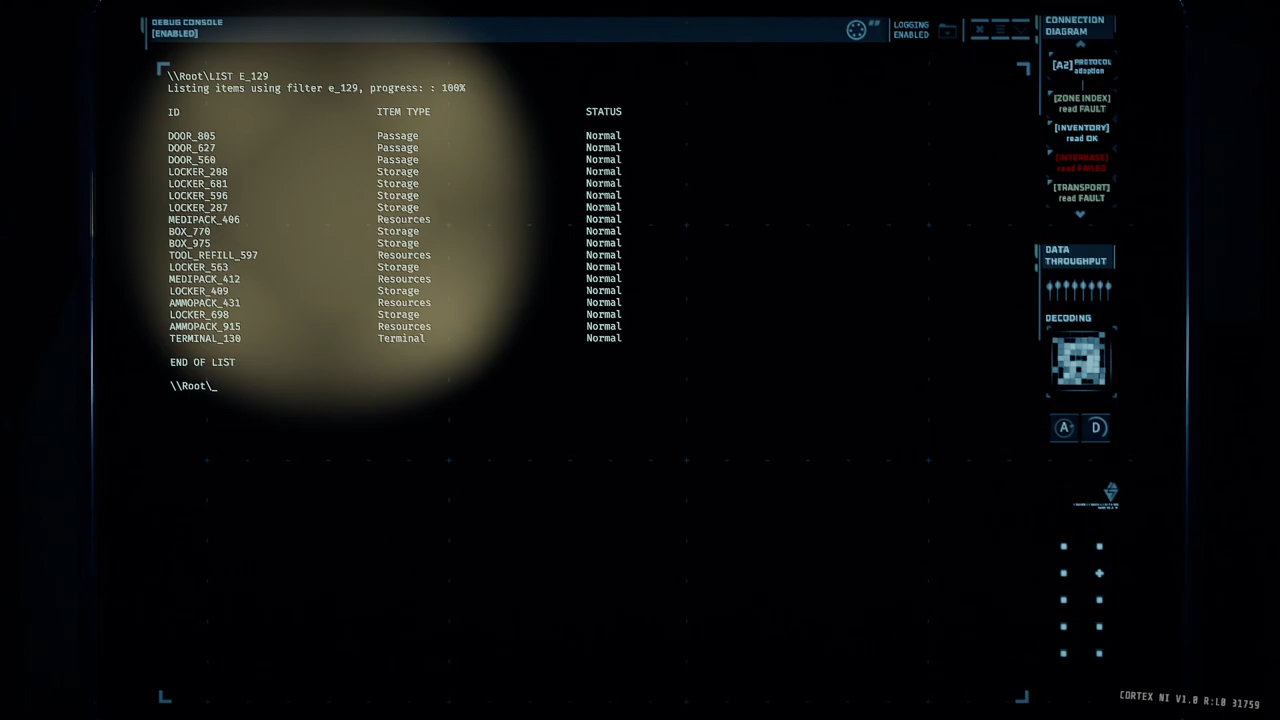 DEBUG CONSOLE
[ENABLED]
LOGGING
ENABLED
\\Root\LIST E_129
Listing items using filter e_129, progress: : 100%
ID ITEM TYPE STATUS
DOOR_805 Passage Normal
DOOR_627 Passage Normal
DOOR_560 Passage Normal
LOCKER_208 Storage Normal
LOCKER_681 Storage Normal
LOCKER_596 Storage Normal
LOCKER_287 Storage Normal
MEDIPACK_406 Resources Normal
BOX_770 Storage Normal
BOX_975 Storage Normal
TOOL_REFILL_597 Resources Normal
LOCKER_563 Storage Normal
MEDIPACK_412 Resources Normal
LOCKER_409 Storage Normal
AMMOPACK_431 Resources Normal
LOCKER_698 Storage Normal
AMMOPACK_915 Resources Normal
TERMINAL_130 Terminal Normal
END OF LIST
\\Root\_
CONNECTION
DIAGRAM
[A2] PROTOCOL
adoption
[ZONE INDEX]
read FAULT
[INVENTORY]
read OK
read FAILED
[TRANSPORT]
read FAULT
DATA
THROUGHPUT
DECODING
A D
CORTEX NI V1.0 R:L0 31759